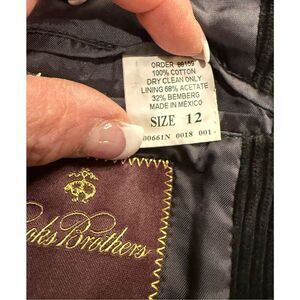 ORDER 88109
100% COTTON
DRY CLEAN ONLY
LINING 68% ACETATE
32% BEMBERG
MADE IN MEXICO
SIZE 12
00661N 0018 001
oks Brothers